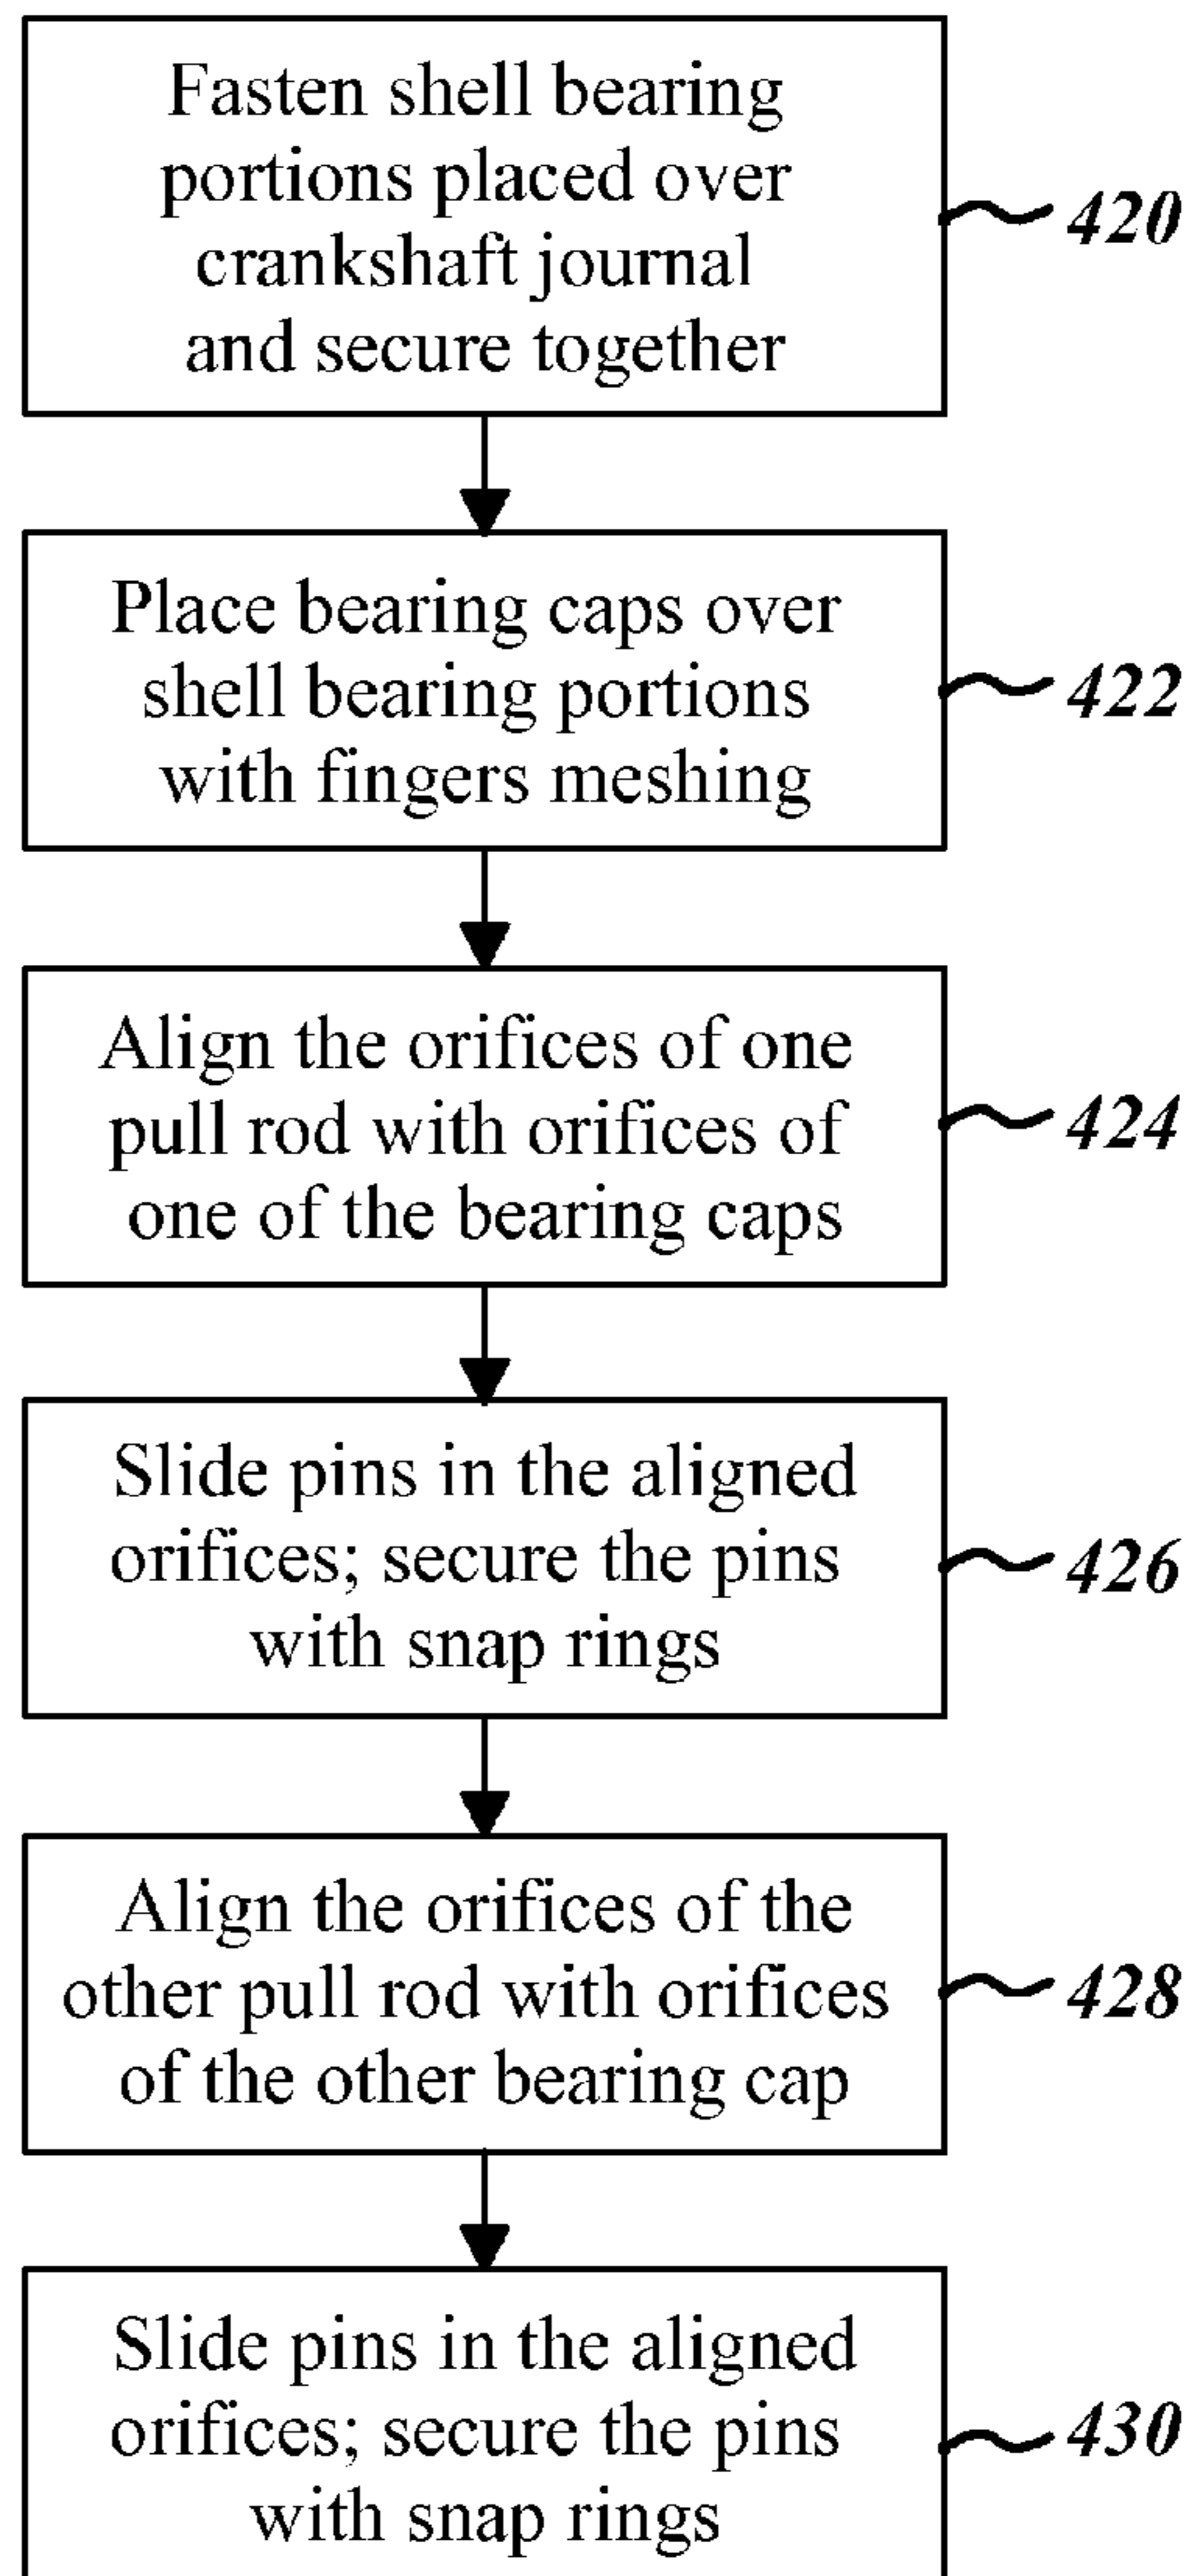 Fasten shell bearing
portions placed over
crankshaft journal
and secure together
420
Place bearing caps over
shell bearing portions
with fingers meshing
422
Align the orifices of one
pull rod with orifices of
one of the bearing caps
424
Slide pins in the aligned
orifices; secure the pins
with snap rings
426
Align the orifices of the
other pull rod with orifices
of the other bearing cap
428
Slide pins in the aligned
orifices; secure the pins
with snap rings
430